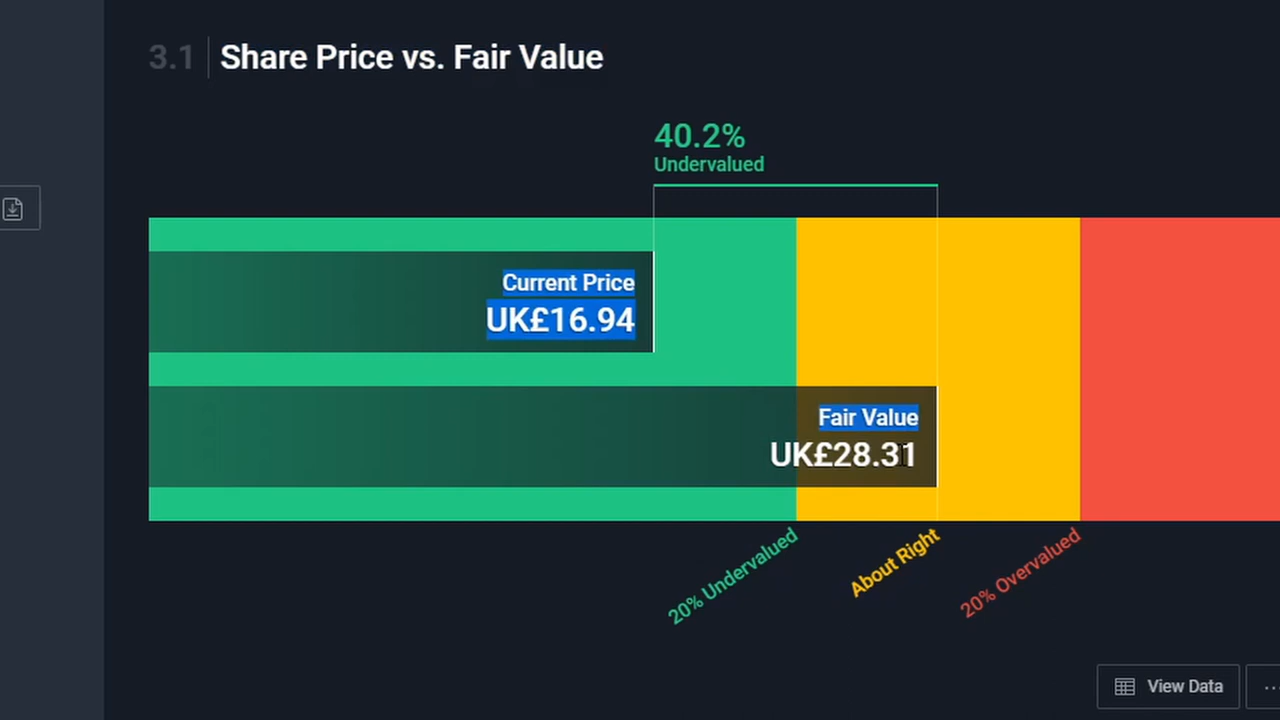 3.1 Share Price vs. Fair Value
40.2%
Undervalued
Current Price
UK£16.94
Fair Value
UK£28.31
20% Undervalued
About Right
20% Overvalued
View Data